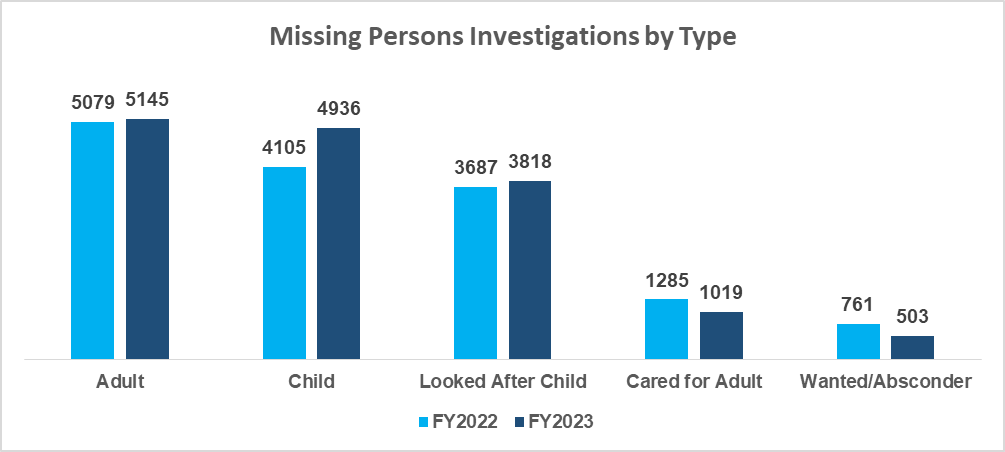 Missing Persons Investigations by Type
5079 5145
4105 4936
3687 3818
1285 1019
761 503
Adult Child Looked After Child Cared for Adult Wanted/Absconder
FY2022 FY2023